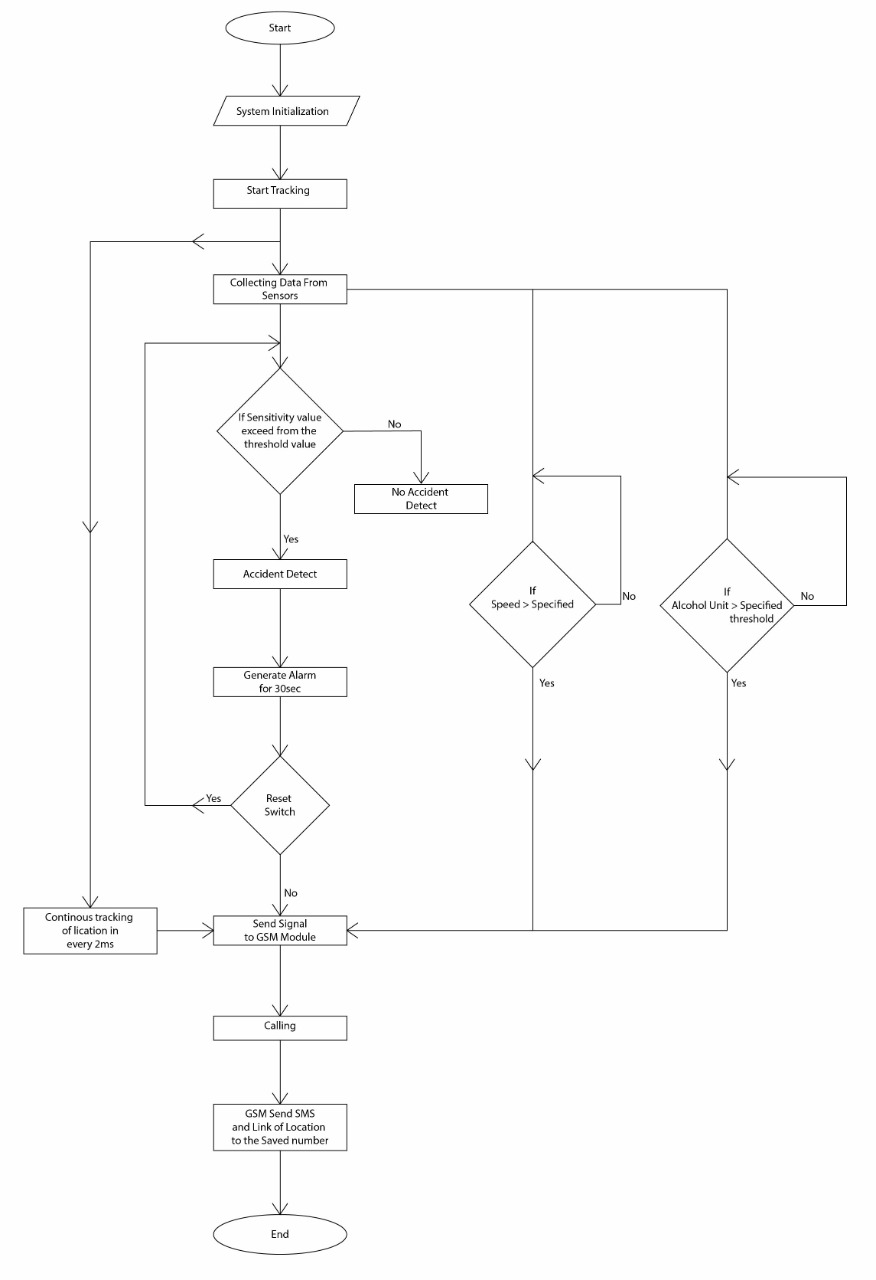 Start
System Initialization
Start Tracking
Collecting Data From
Sensors
If Sensitivity value
exceed from the
threshold value
No
No Accident
Detect
Yes
Accident Detect
If
Speed > Specified
No
If
Alcohol Unit > Specified
threshold
No
Generate Alarm
for 30sec
Yes
Yes
Reset
Switch
Yes
No
Continous tracking
of lication in
every 2ms
Send Signal
to GSM Module
Calling
GSM Send SMS
and Link of Location
to the Saved number
End